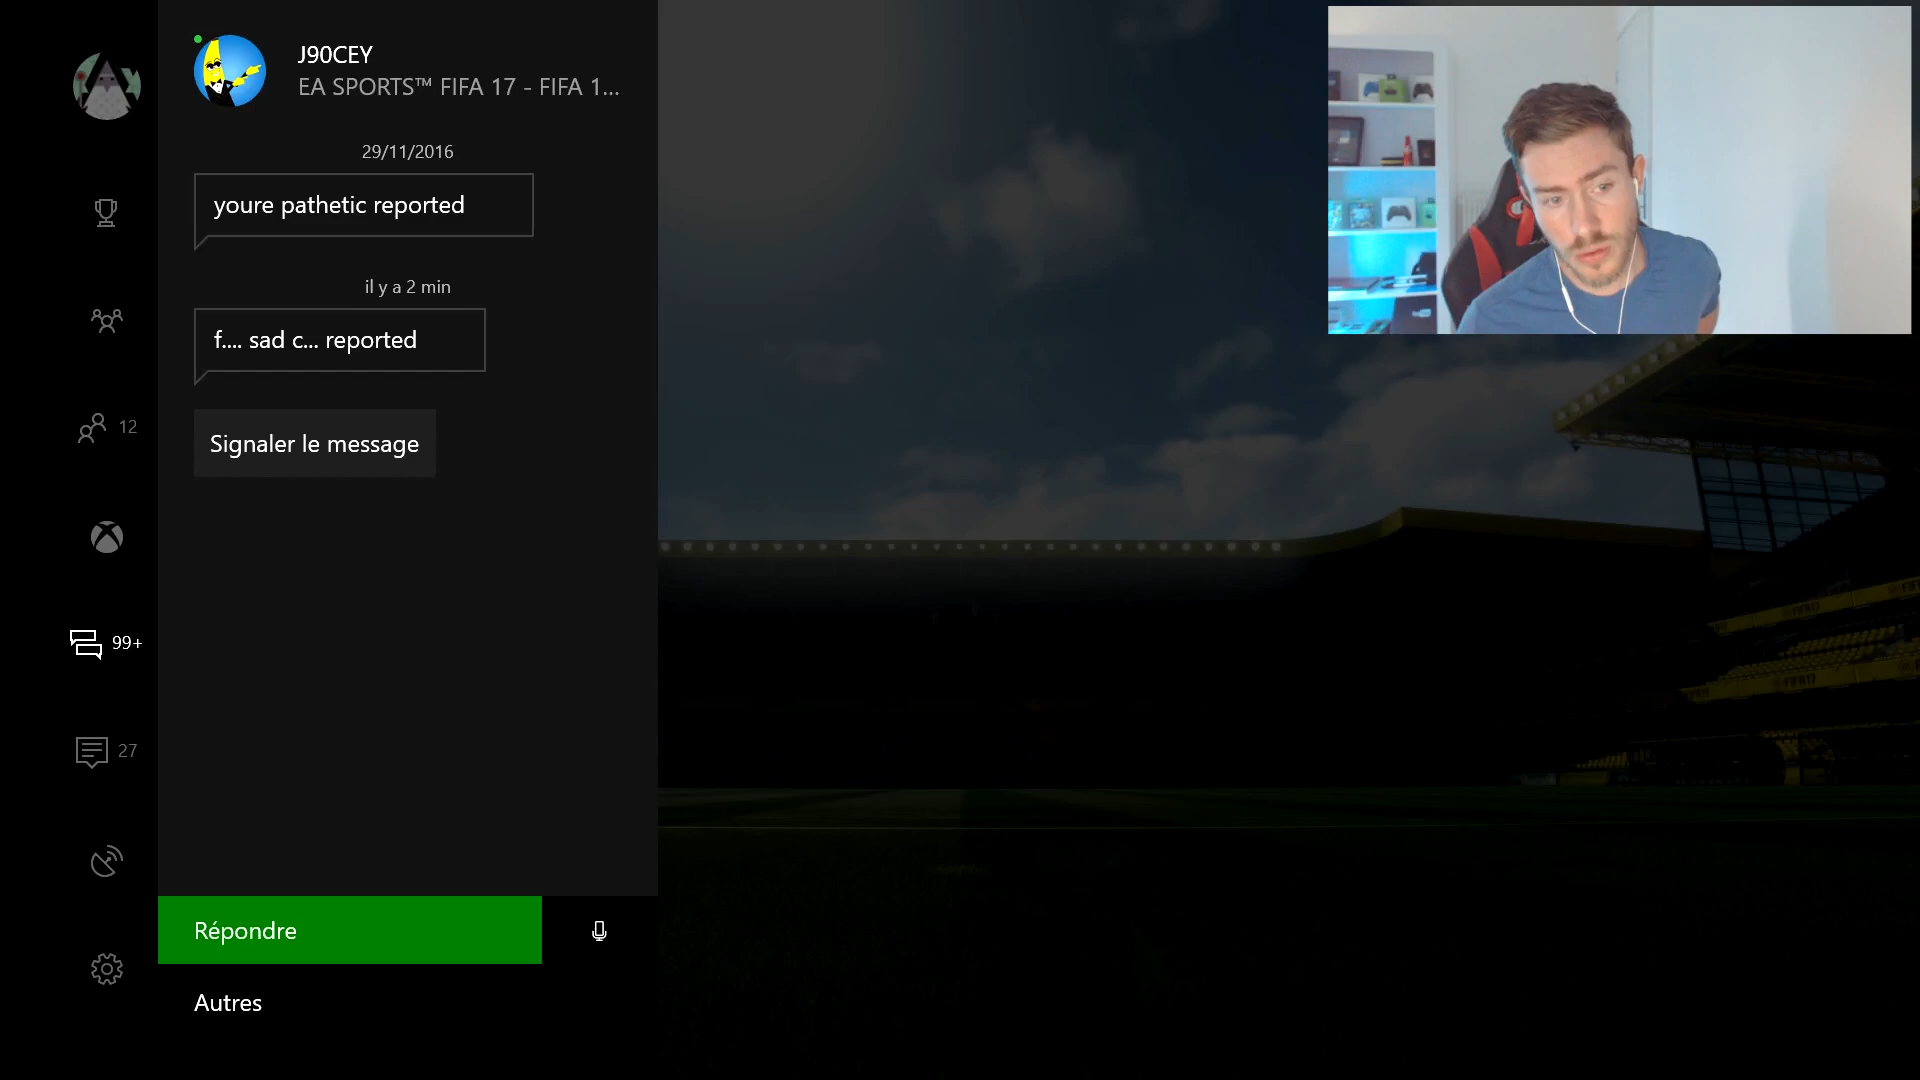 J90CEY
EA SPORTS™ FIFA 17 - FIFA 1...
29/11/2016
youre pathetic reported
il y a 2 min
f.... sad c... reported
12
Signaler le message
99+
27
FIFA17
Répondre
Autres